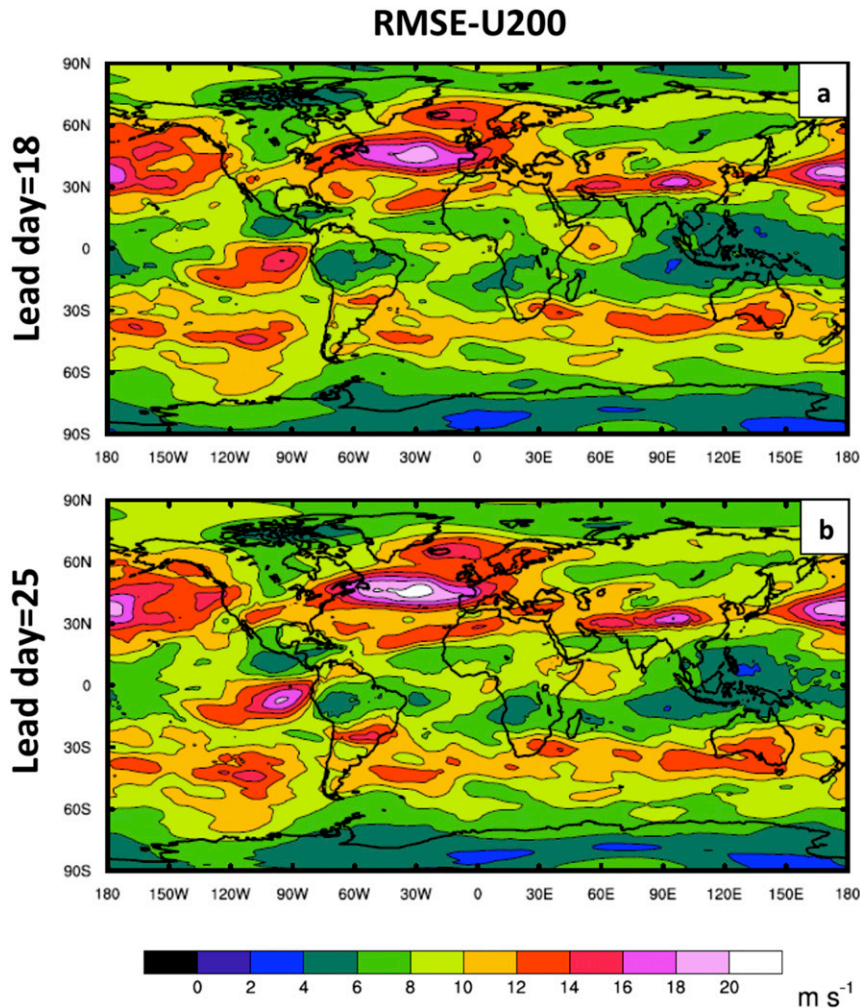 RMSE-U200
Lead day=18
a
90N
60N
30N
0
30S
60S
90S
180 150W 120W 90W 60W 30W 0 30E 60E 90E 120E 150E 180
Lead day=25
b
90N
60N
30N
0
30S
60S
90S
180 150W 120W 90W 60W 30W 0 30E 60E 90E 120E 150E 180
0 2 4 6 8 10 12 14 16 18 20
m s⁻¹